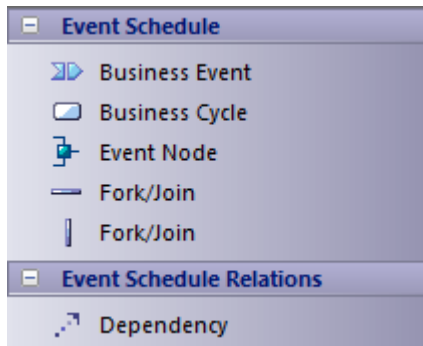 Event Schedule
Business Event
Business Cycle
Event Node
Fork/Join
Fork/Join
Event Schedule Relations
Dependency